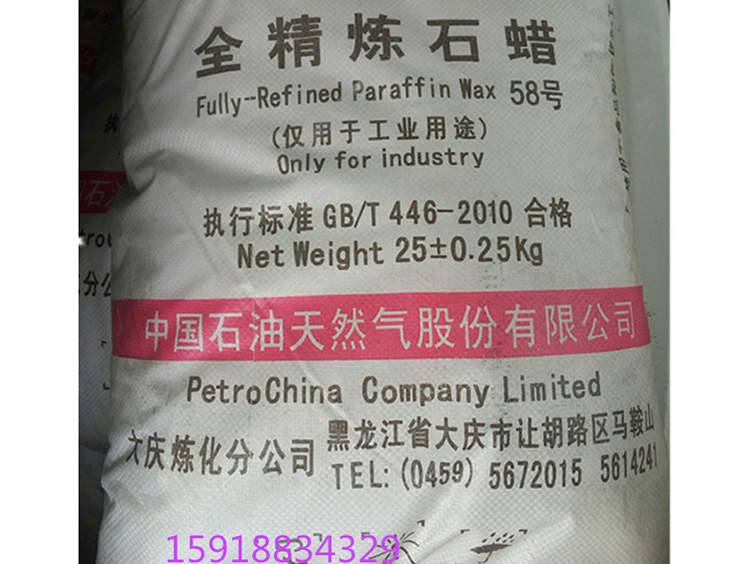 全精炼石蜡
Fully-Refined Paraffin Wax 58号
(仅用于工业用途)
Only for industry
执行标准 GB/T 446-2010 合格
Net Weight 25±0.25Kg
中国石油天然气股份有限公司
PetroChina Company Limited
大庆炼化分公司
黑龙江省大庆市让胡路区马鞍山
TEL: (0459) 5672015 5614241
15918834329